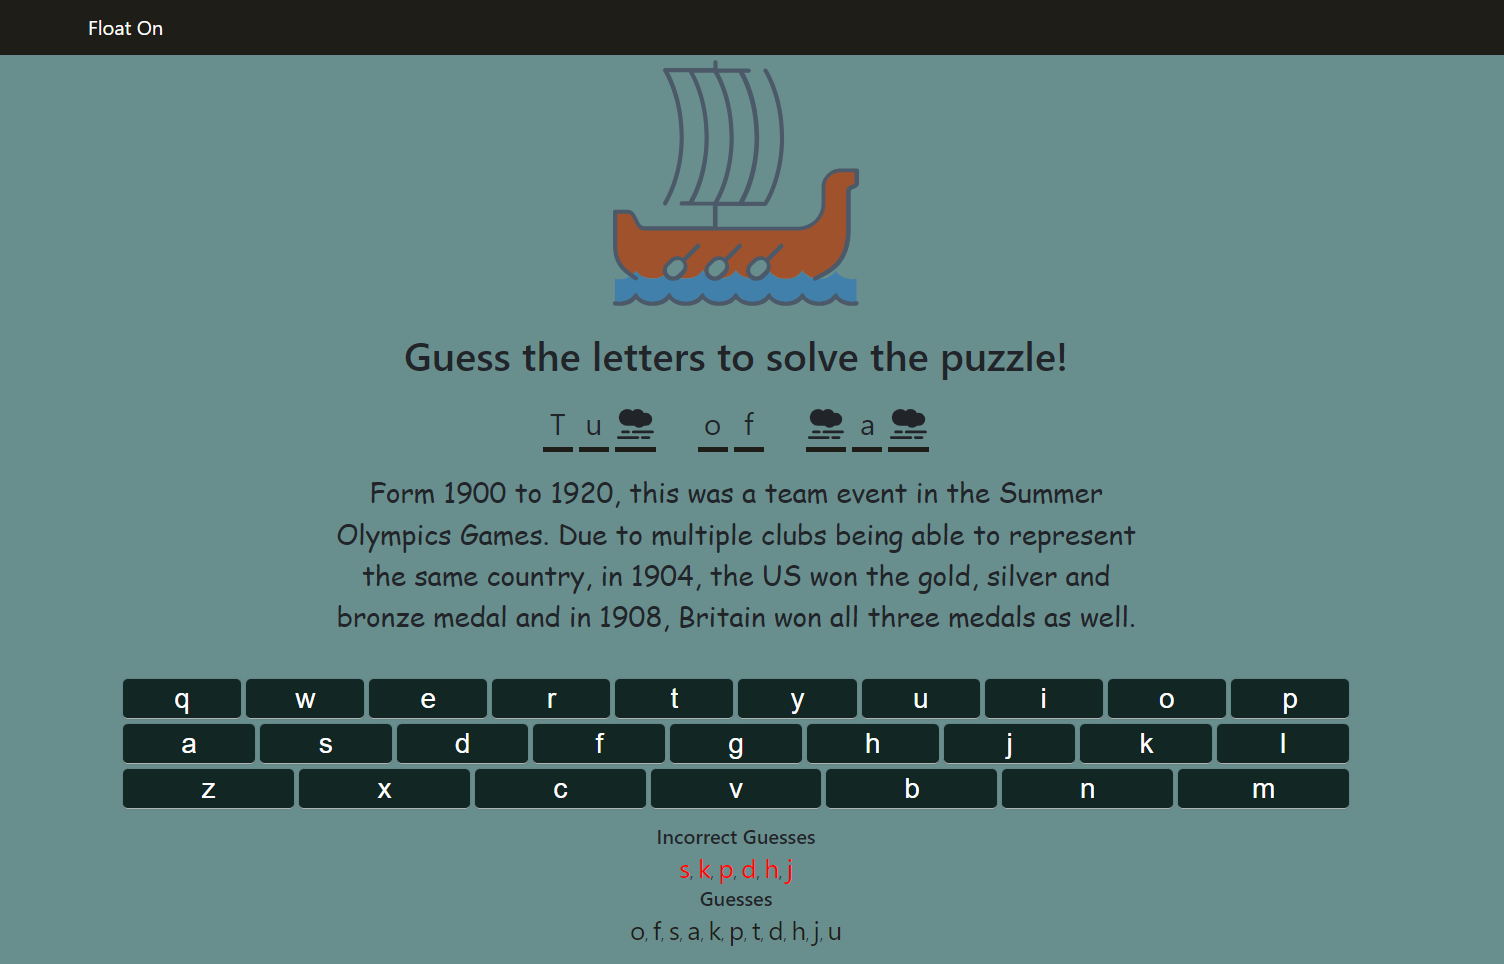 Float On
Guess the letters to solve the puzzle!
T u of a
Form 1900 to 1920, this was a team event in the Summer
Olympics Games. Due to multiple clubs being able to represent
the same country, in 1904, the US won the gold, silver and
bronze medal and in 1908, Britain won all three medals as well.
q w e r t y u i o p
a s d f g h j k l
z x c v b n m
Incorrect Guesses
s, k, p, d, h, j
Guesses
o, f, s, a, k, p, t, d, h, j, u